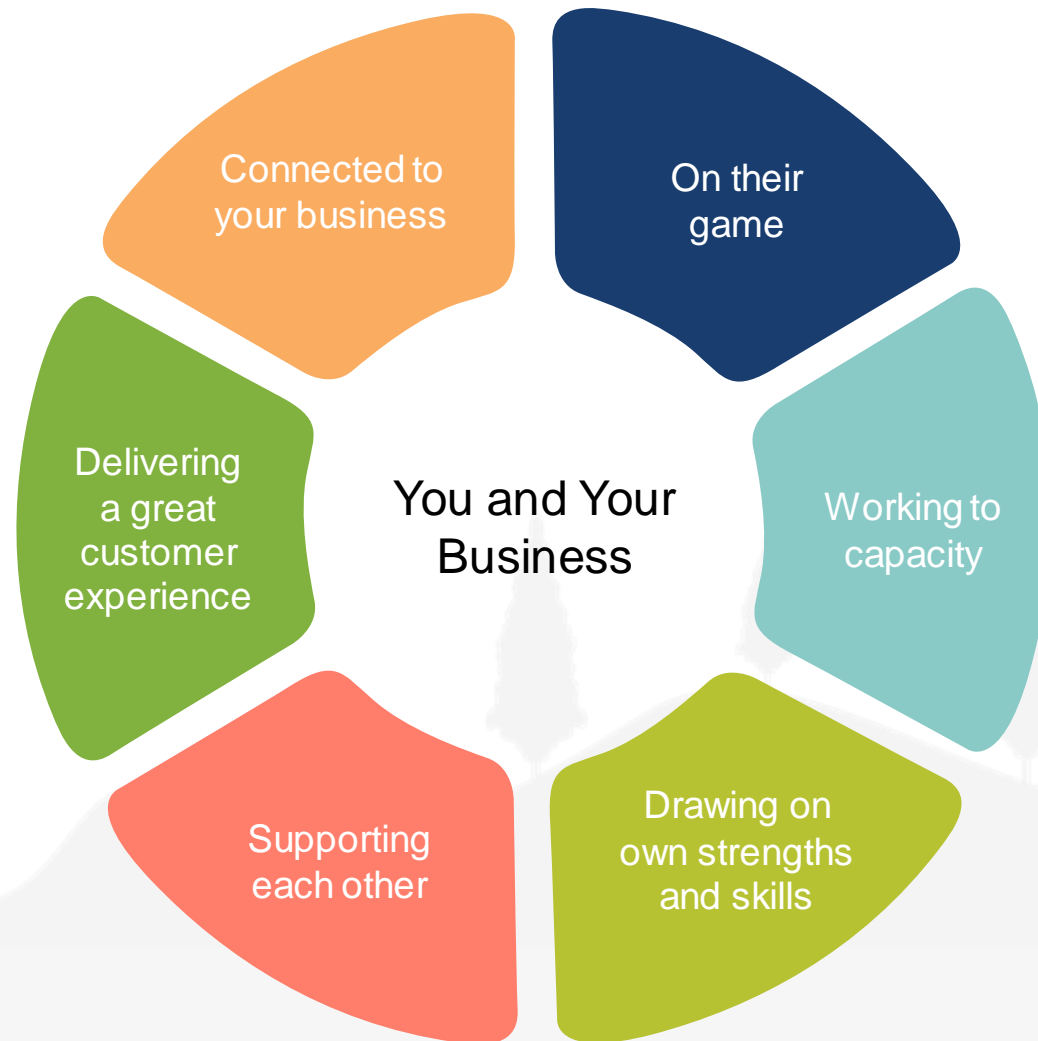 Connected to
your business
On their
game
Delivering
a great
customer
experience
You and Your
Business
Working to
capacity
Supporting
each other
Drawing on
own strengths
and skills